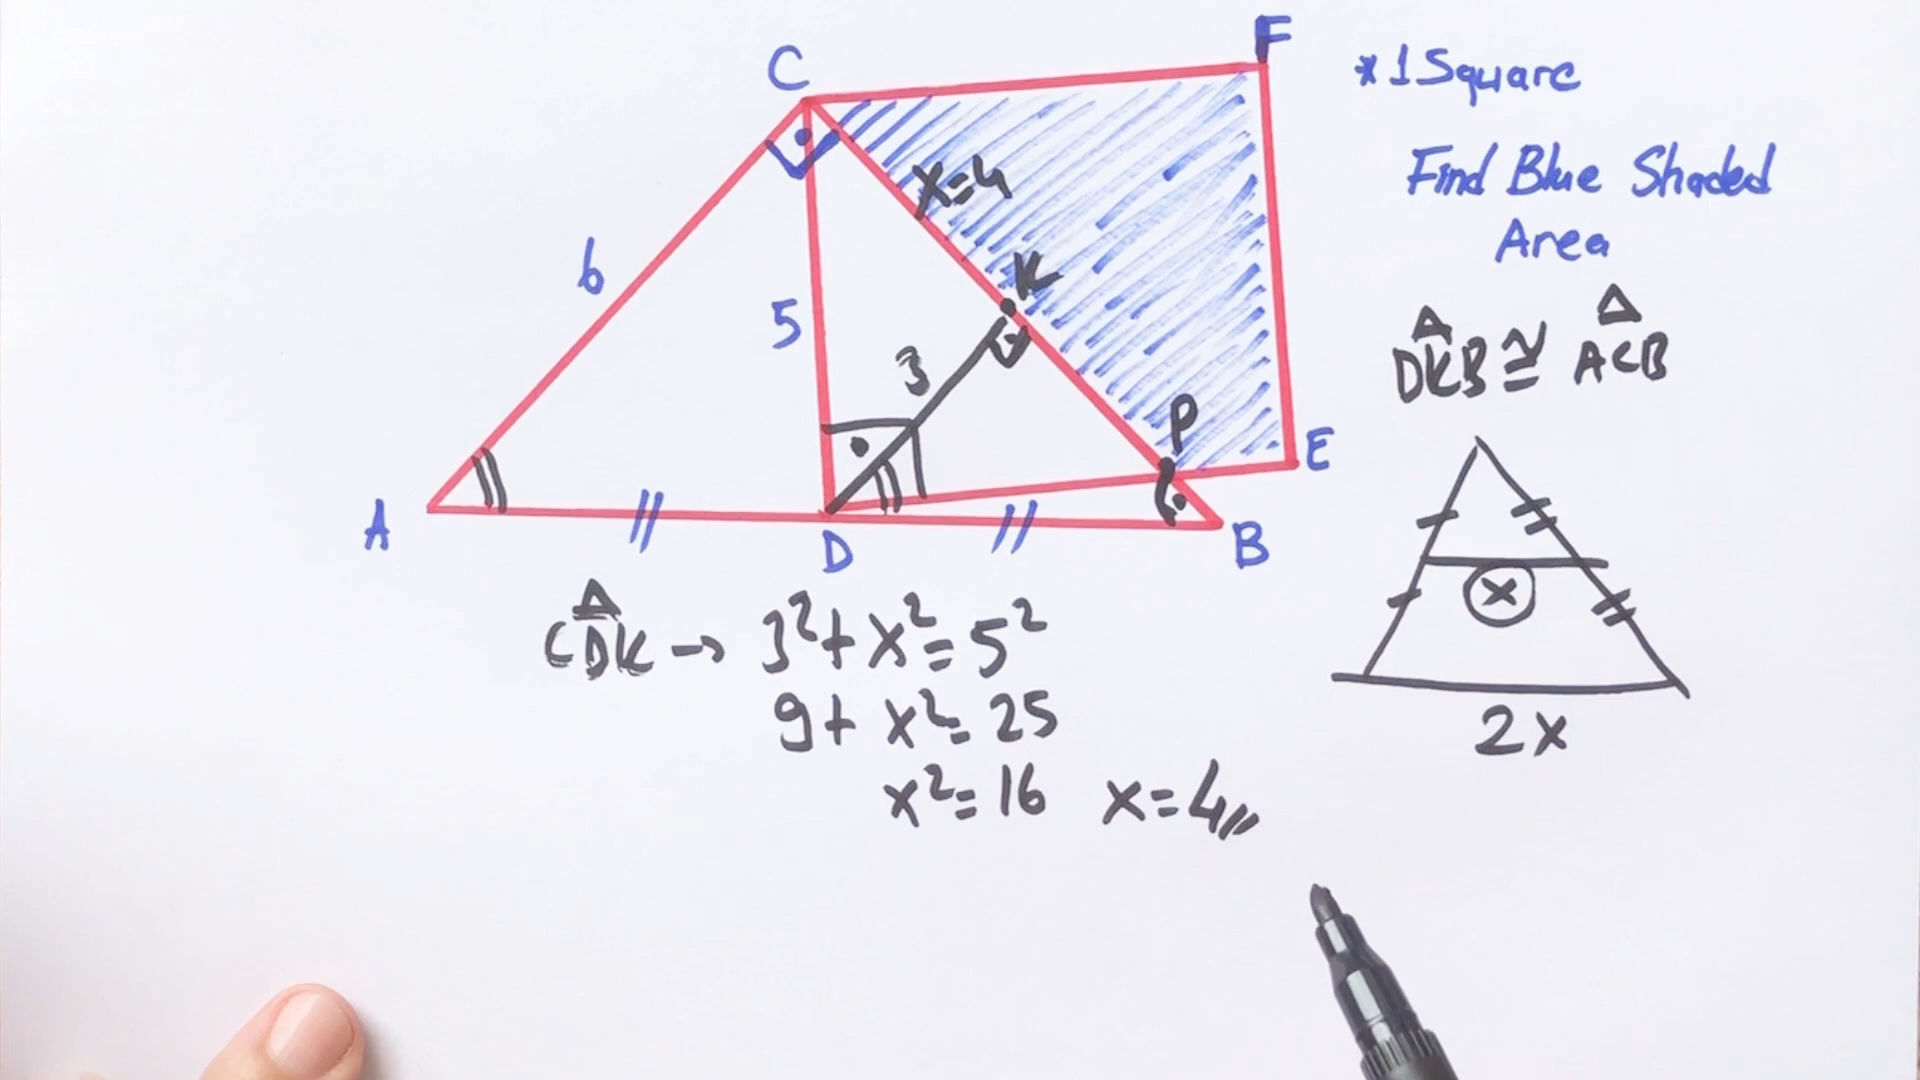 C
F
* 1 Square
Find Blue Shaded
Area
6
5
x=4
K
3
P
E
A
D
B
DKB ≅ ACB
CDK → 3²+x²=5²
9+ x²= 25
x²= 16 x=4//
x
2x